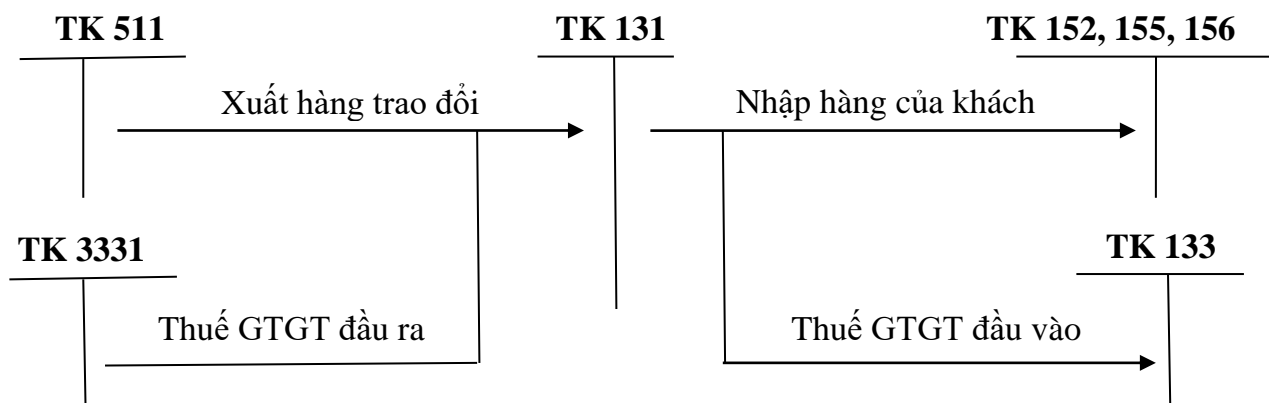 TK 511
TK 131
TK 152, 155, 156
Xuất hàng trao đổi
Nhập hàng của khách
TK 3331
TK 133
Thuế GTGT đầu ra
Thuế GTGT đầu vào